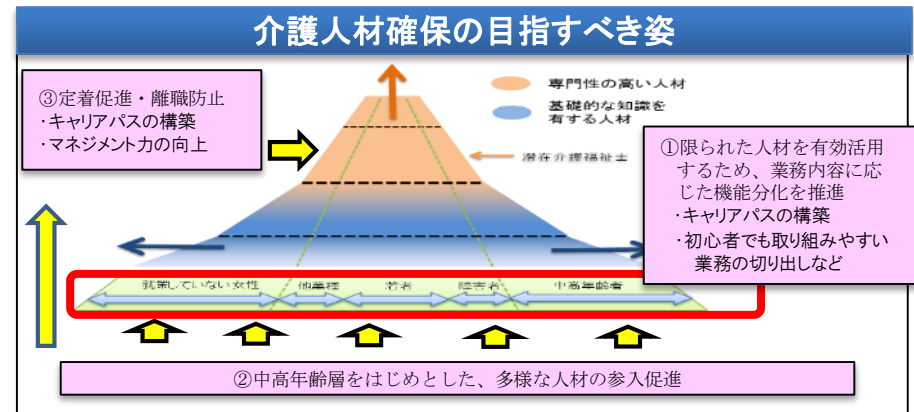 介護人材確保の目指すべき姿
③定着促進・離職防止
・キャリアパスの構築
・マネジメント力の向上
専門性の高い人材
基礎的な知識を
有する人材
潜在介護福祉士
①限られた人材を有効活用
するため、業務内容に応
じた機能分化を推進
・キャリアパスの構築
・初心者でも取り組みやすい
業務の切り出しなど
就業していない女性
他業種
若者
障害者
中高年齢者
②中高年齢層をはじめとした、多様な人材の参入促進